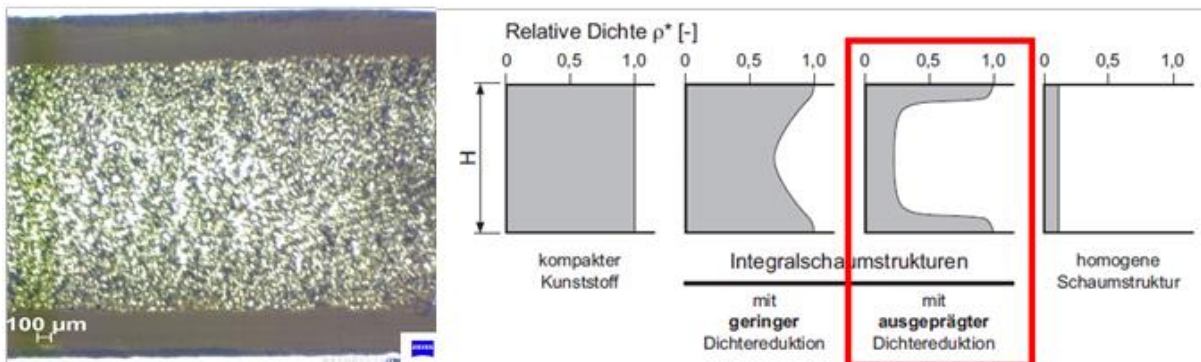 100 µm
ZEISS
Relative Dichte ρ* [-]
0 0,5 1,0
0 0,5 1,0
0 0,5 1,0
0 0,5 1,0
H
kompakter
Kunststoff
Integralschaumstrukturen
mit
geringer
Dichtereduktion
mit
ausgeprägter
Dichtereduktion
homogene
Schaumstruktur